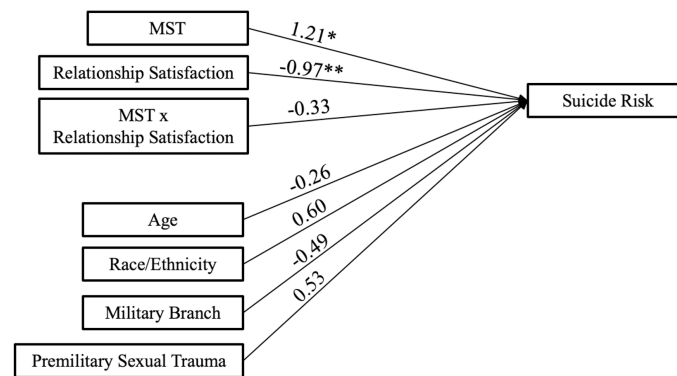 MST
1.21*
Relationship Satisfaction
-0.97**
MST x
Relationship Satisfaction
-0.33
Suicide Risk
-0.26
Age
0.60
Race/Ethnicity
-0.49
Military Branch
0.53
Premilitary Sexual Trauma